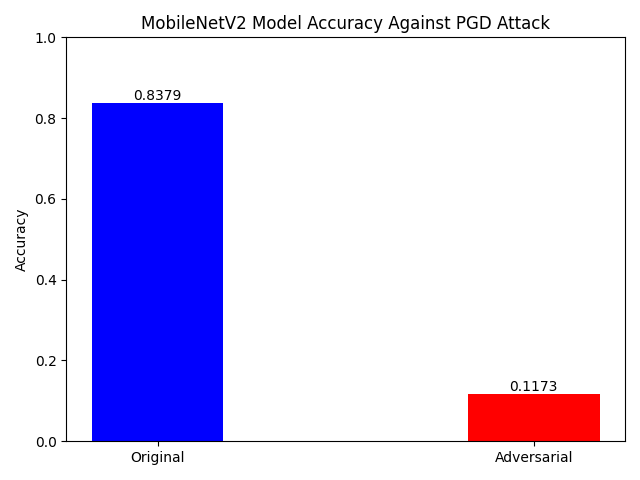 MobileNetV2 Model Accuracy Against PGD Attack
1.0
0.8
0.6
0.4
0.2
0.0
Accuracy
0.8379
0.1173
Original
Adversarial